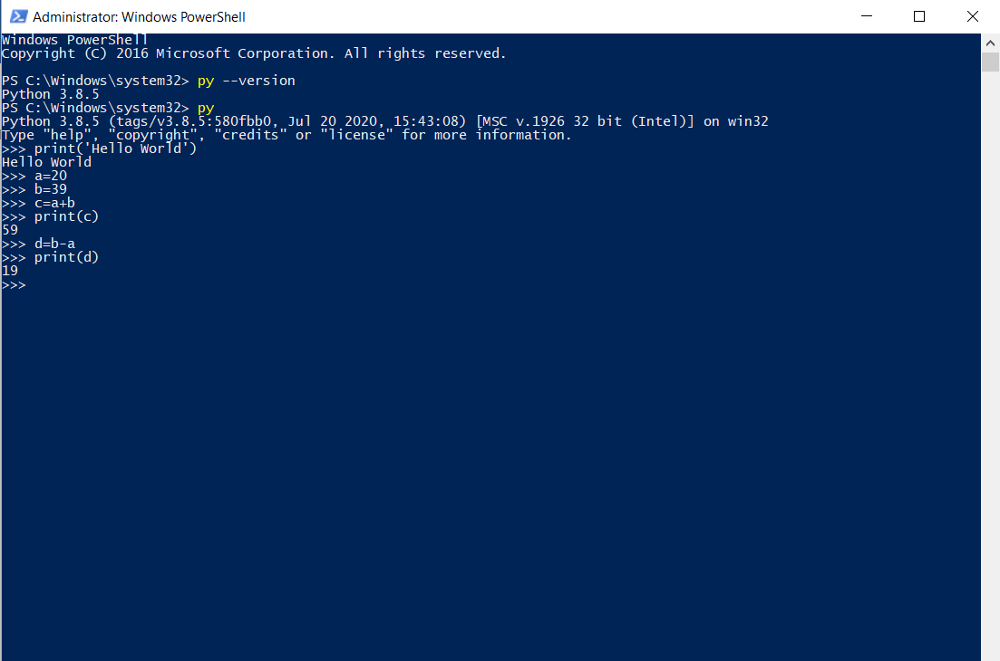 Administrator: Windows PowerShell
Windows PowerShell
Copyright (C) 2016 Microsoft Corporation. All rights reserved.
PS C:\Windows\system32> py --version
Python 3.8.5
PS C:\Windows\system32> py
Python 3.8.5 (tags/v3.8.5:580fbb0, Jul 20 2020, 15:43:08) [MSC v.1926 32 bit (Intel)] on win32
Type "help", "copyright", "credits" or "license" for more information.
>>> print('Hello World')
Hello World
>>> a=20
>>> b=39
>>> c=a+b
>>> print(c)
59
>>> d=b-a
>>> print(d)
19
>>>